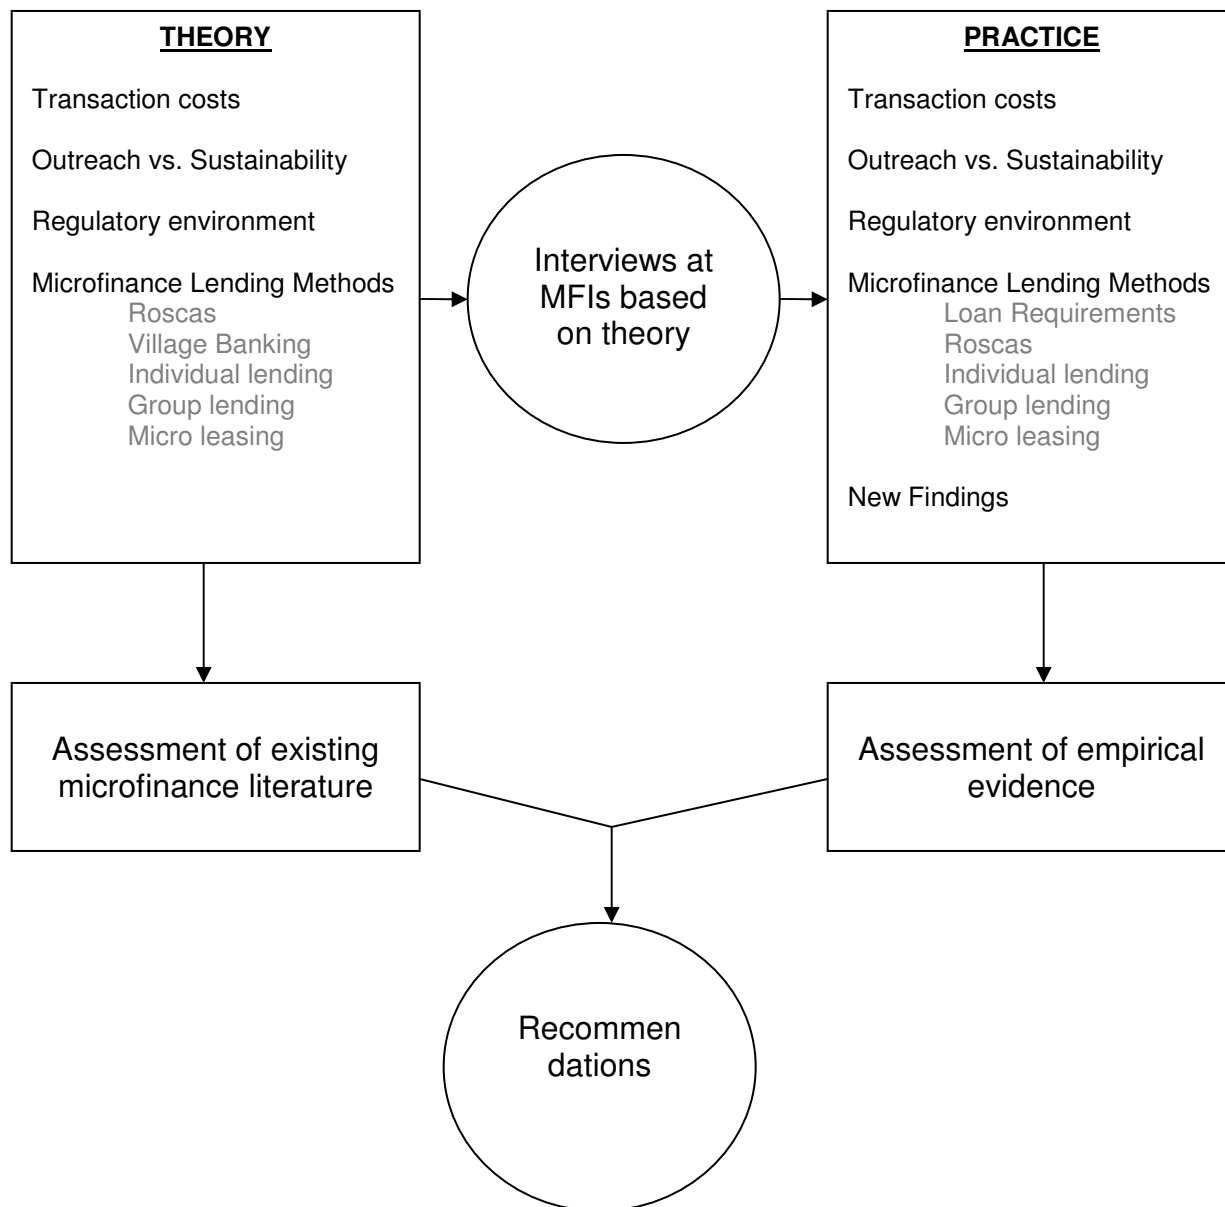 THEORY
Transaction costs
Outreach vs. Sustainability
Regulatory environment
Microfinance Lending Methods
Roscas
Village Banking
Individual lending
Group lending
Micro leasing
Interviews at
MFIs based
on theory
PRACTICE
Transaction costs
Outreach vs. Sustainability
Regulatory environment
Microfinance Lending Methods
Loan Requirements
Roscas
Individual lending
Group lending
Micro leasing
New Findings
Assessment of existing
microfinance literature
Assessment of empirical
evidence
Recommen
dations